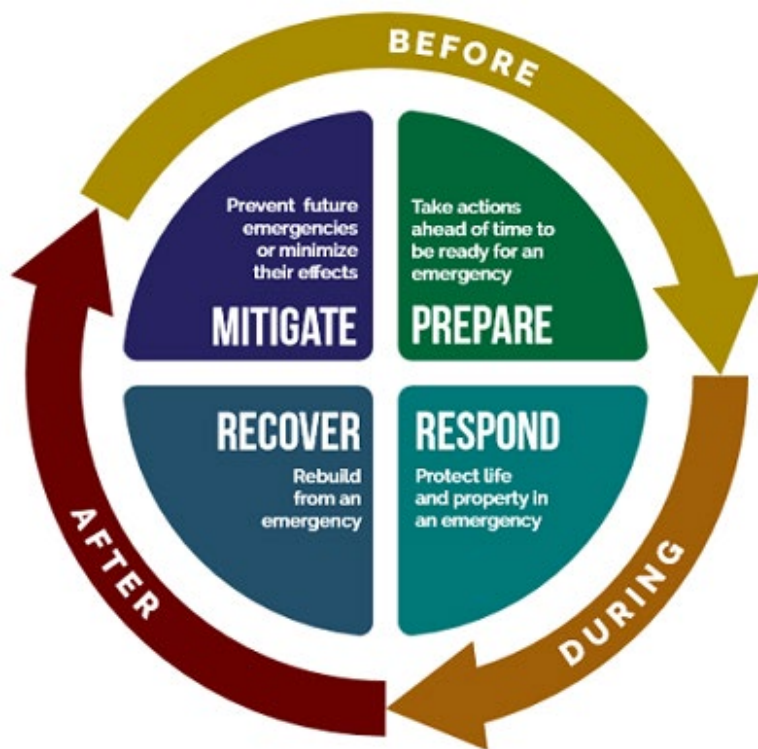 BEFORE
Prevent future
emergencies
or minimize
their effects
MITIGATE
Take actions
ahead of time to
be ready for an
emergency
PREPARE
RECOVER
Rebuild
from an
emergency
RESPOND
Protect life
and property in
an emergency
AFTER
DURING